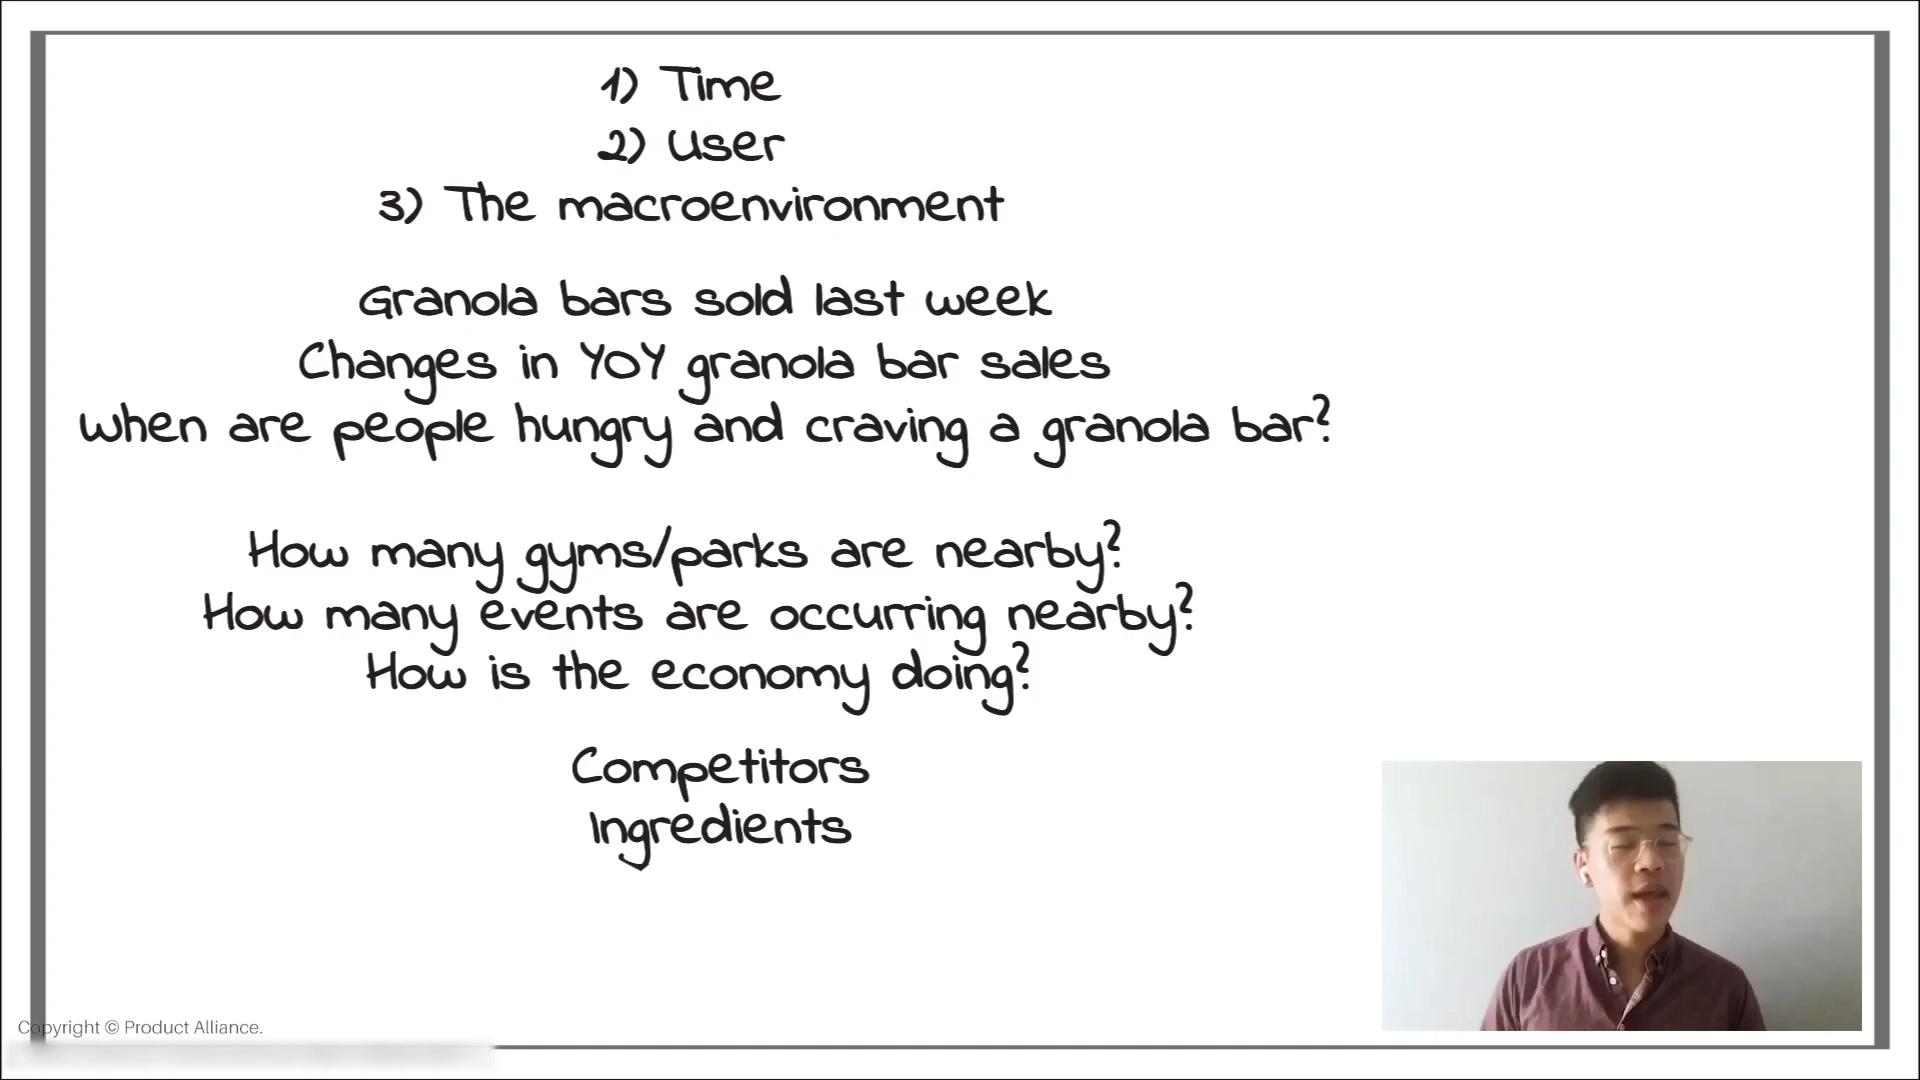 1) Time
2) User
3) The macroenvironment
Granola bars sold last week
Changes in YOY granola bar sales
When are people hungry and craving a granola bar?
How many gyms/parks are nearby?
How many events are occurring nearby?
How is the economy doing?
Competitors
Ingredients
Copyright © Product Alliance.